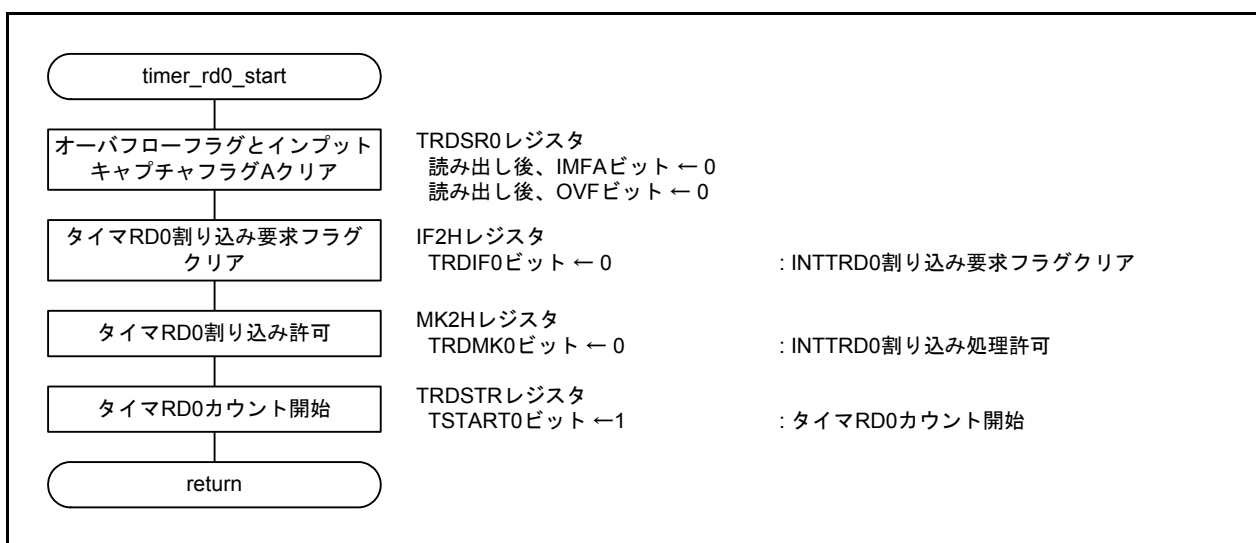 timer_rd0_start
オーバフローフラグとインプット
キャプチャフラグAクリア
TRDSR0レジスタ
読み出し後、IMFAビット ← 0
読み出し後、OVFビット ← 0
タイマRD0割り込み要求フラグ
クリア
IF2Hレジスタ
TRDIF0ビット ← 0 : INTTRD0割り込み要求フラグクリア
タイマRD0割り込み許可
MK2Hレジスタ
TRDMK0ビット ← 0 : INTTRD0割り込み処理許可
タイマRD0カウント開始
TRDSTRレジスタ
TSTART0ビット ←1 : タイマRD0カウント開始
return